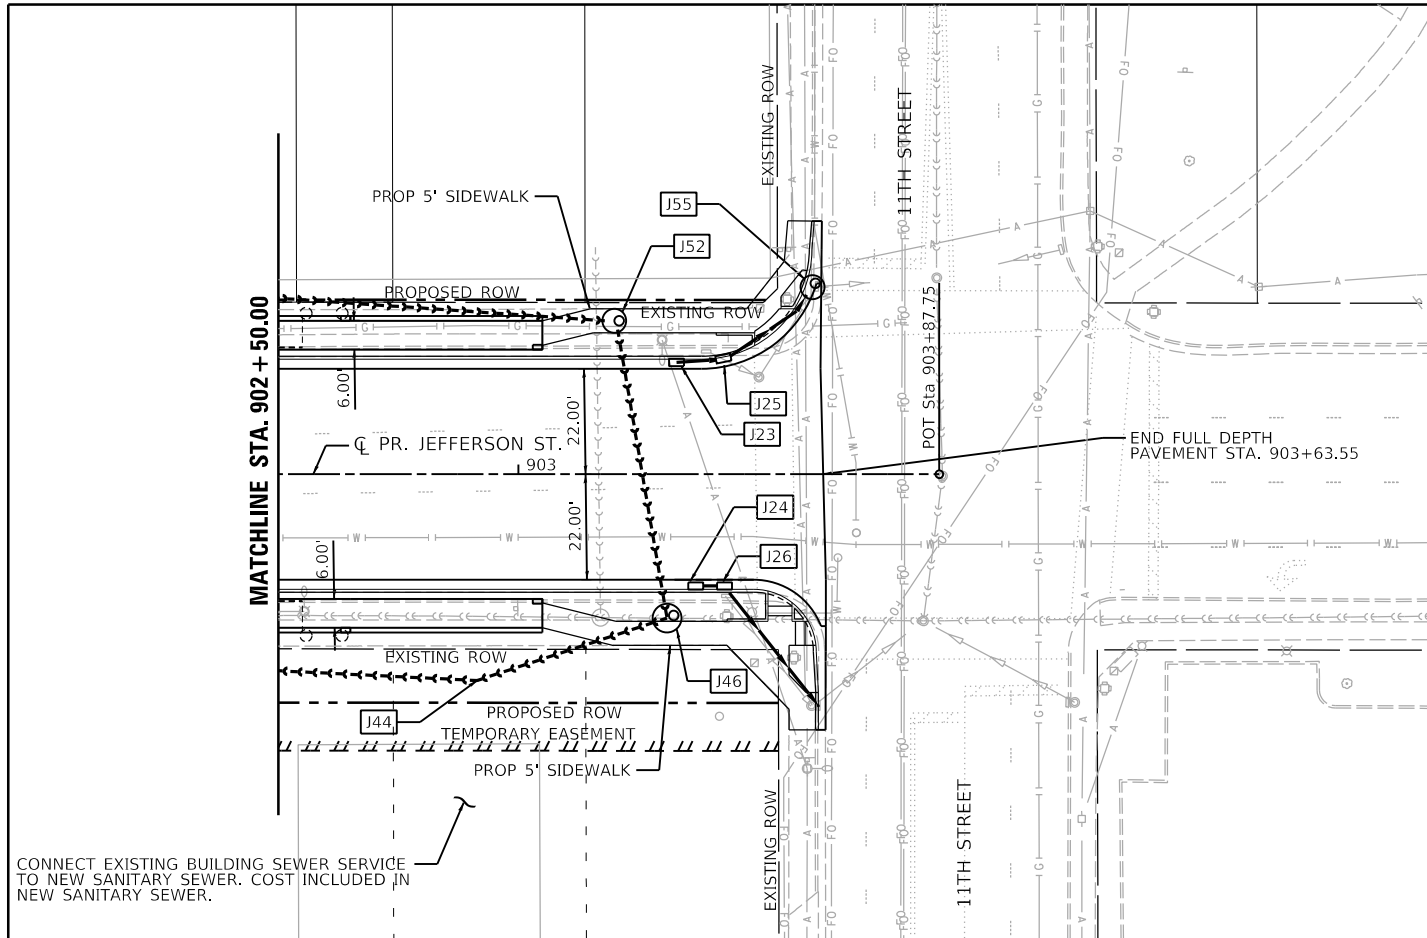 EXISTING ROW
11TH STREET
PROP 5' SIDEWALK
J55
J52
PROPOSED ROW
EXISTING ROW
MATCHLINE STA. 902 + 50.00
6.00'
22.00'
J25
J23
POT Sta 903+87.75
℄ PR. JEFFERSON ST.
903
END FULL DEPTH
PAVEMENT STA. 903+63.55
22.00'
6.00'
J24
J26
EXISTING ROW
J46
J44
PROPOSED ROW
TEMPORARY EASEMENT
PROP 5' SIDEWALK
EXISTING ROW
11TH STREET
CONNECT EXISTING BUILDING SEWER SERVICE
TO NEW SANITARY SEWER. COST INCLUDED IN
NEW SANITARY SEWER.